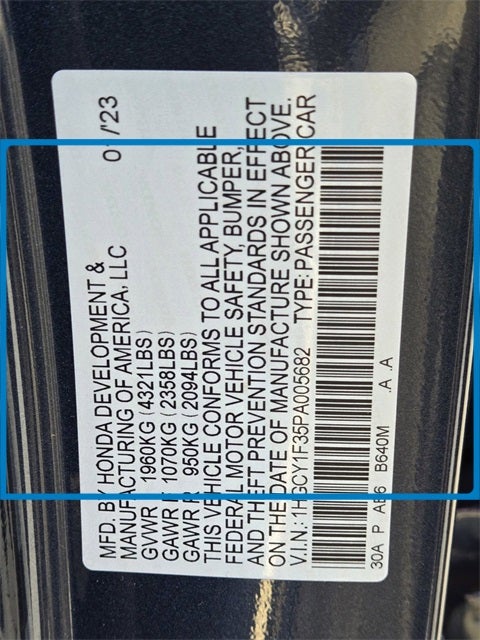 MFD. BY HONDA DEVELOPMENT &
MANUFACTURING OF AMERICA, LLC
GVWR 1960KG (4321LBS)
GAWR F 1070KG (2358LBS)
GAWR R 950KG (2094LBS)
THIS VEHICLE CONFORMS TO ALL APPLICABLE
FEDERAL MOTOR VEHICLE SAFETY, BUMPER,
AND THEFT PREVENTION STANDARDS IN EFFECT
ON THE DATE OF MANUFACTURE SHOWN ABOVE.
V.I.N.: 1HGCY1F35PA005682 TYPE: PASSENGER CAR
30A P B640M .A .A